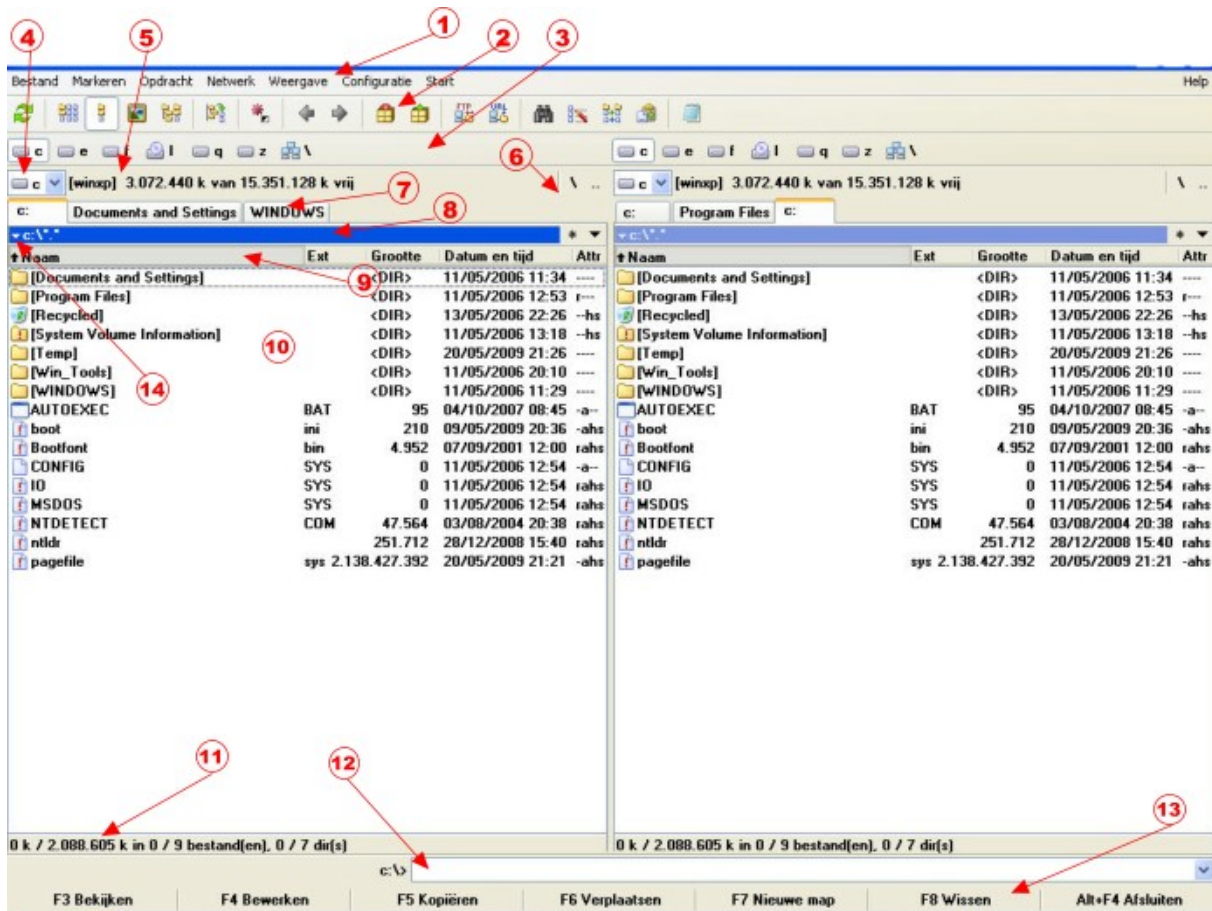 4 5 1 2 3
Bestand Markeren Opdracht Netwerk Weergave Configuratie Start Help
FTP URL
c e f l q z \ c e f l q z \
6
c [winxp] 3.072.440 k van 15.351.128 k vrij \ .. c [winxp] 3.072.440 k van 15.351.128 k vrij \ ..
7
c: Documents and Settings WINDOWS c: Program Files c:
8
c:\*.* * c:\*.* *
Naam Ext Grootte Datum en tijd Attr Naam Ext Grootte Datum en tijd Attr
9
[Documents and Settings] <DIR> 11/05/2006 11:34 ---- [Documents and Settings] <DIR> 11/05/2006 11:34 ----
[Program Files] <DIR> 11/05/2006 12:53 r--- [Program Files] <DIR> 11/05/2006 12:53 r---
[Recycled] <DIR> 13/05/2006 22:26 --hs [Recycled] <DIR> 13/05/2006 22:26 --hs
[System Volume Information] <DIR> 11/05/2006 13:18 --hs [System Volume Information] <DIR> 11/05/2006 13:18 --hs
10
[Temp] <DIR> 20/05/2009 21:26 ---- [Temp] <DIR> 20/05/2009 21:26 ----
[Win_Tools] <DIR> 11/05/2006 20:10 ---- [Win_Tools] <DIR> 11/05/2006 20:10 ----
14
[WINDOWS] <DIR> 11/05/2006 11:29 ---- [WINDOWS] <DIR> 11/05/2006 11:29 ----
AUTOEXEC BAT 95 04/10/2007 08:45 -a-- AUTOEXEC BAT 95 04/10/2007 08:45 -a--
boot ini 210 09/05/2009 20:36 -ahs boot ini 210 09/05/2009 20:36 -ahs
Bootfont bin 4.952 07/09/2001 12:00 rahs Bootfont bin 4.952 07/09/2001 12:00 rahs
CONFIG SYS 0 11/05/2006 12:54 -a-- CONFIG SYS 0 11/05/2006 12:54 -a--
IO SYS 0 11/05/2006 12:54 rahs IO SYS 0 11/05/2006 12:54 rahs
MSDOS SYS 0 11/05/2006 12:54 rahs MSDOS SYS 0 11/05/2006 12:54 rahs
NTDETECT COM 47.564 03/08/2004 20:38 rahs NTDETECT COM 47.564 03/08/2004 20:38 rahs
ntldr 251.712 28/12/2008 15:40 rahs ntldr 251.712 28/12/2008 15:40 rahs
pagefile sys 2.138.427.392 20/05/2009 21:21 -ahs pagefile sys 2.138.427.392 20/05/2009 21:21 -ahs
11 12 13
0 k / 2.088.605 k in 0 / 9 bestand(en), 0 / 7 dir(s) 0 k / 2.088.605 k in 0 / 9 bestand(en), 0 / 7 dir(s)
c:\>
F3 Bekijken F4 Bewerken F5 Kopiëren F6 Verplaatsen F7 Nieuwe map F8 Wissen Alt+F4 Afsluiten